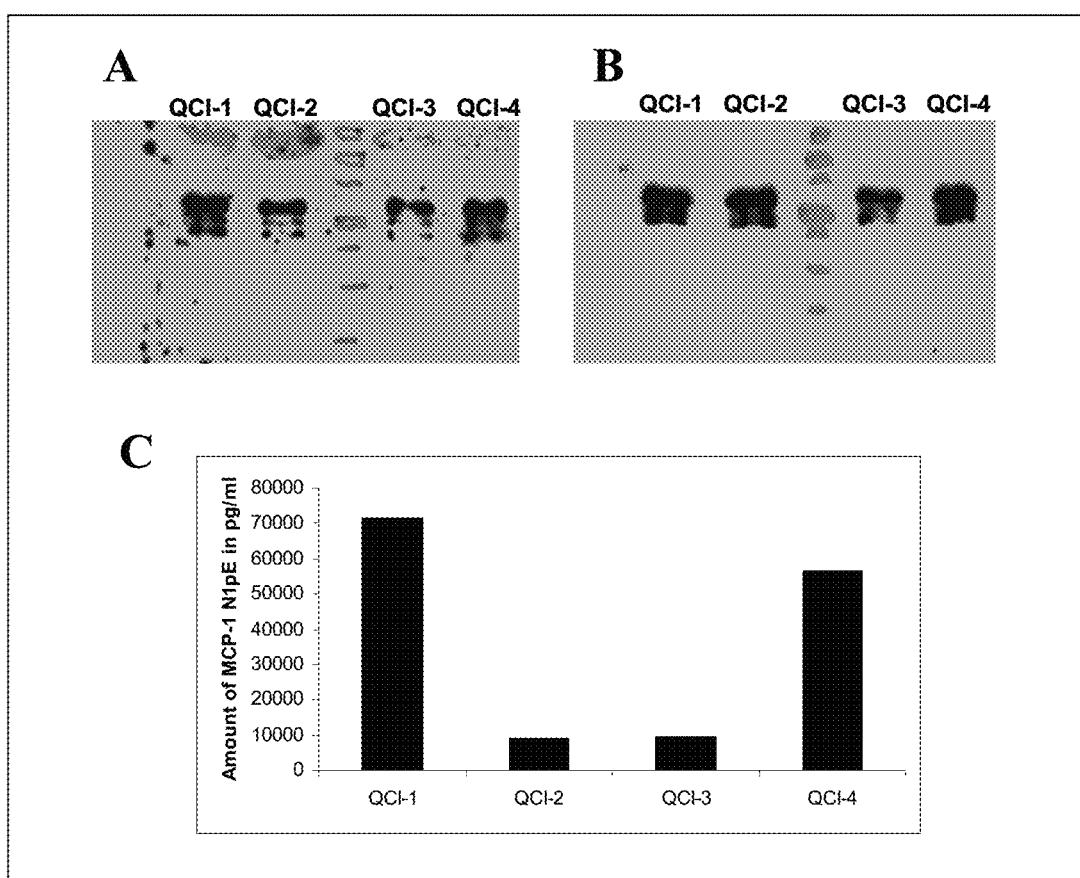 A
B
QCI-1 QCI-2 QCI-3 QCI-4
QCI-1 QCI-2 QCI-3 QCI-4
C
Amount of MCP-1 N1pE in pg/ml
80000
70000
60000
50000
40000
30000
20000
10000
0
QCI-1 QCI-2 QCI-3 QCI-4